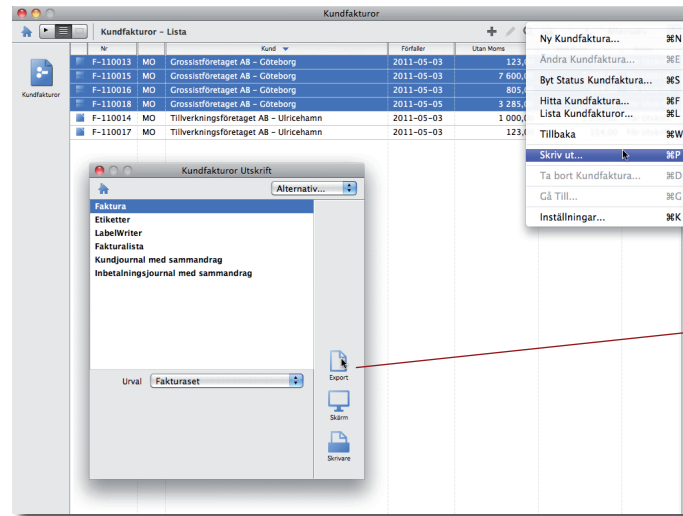 Kundfakturor
Kundfakturor – Lista
Kundfakturor
Nr Kund Förfaller Utan Moms
F-110013 MO Grossistföretaget AB – Göteborg 2011-05-03 123,
F-110015 MO Grossistföretaget AB – Göteborg 2011-05-03 7 600,
F-110016 MO Grossistföretaget AB – Göteborg 2011-05-03 805,
F-110018 MO Grossistföretaget AB – Göteborg 2011-05-05 3 285,
F-110014 MO Tillverkningsföretaget AB – Ulricehamn 2011-05-03 1 000,
F-110017 MO Tillverkningsföretaget AB – Ulricehamn 2011-05-03 123,
Ny Kundfaktura... ⌘N
Ändra Kundfaktura... ⌘E
Byt Status Kundfaktura... ⌘S
Hitta Kundfaktura... ⌘F
Lista Kundfakturor... ⌘L
Tillbaka ⌘W
Skriv ut... ⌘P
Ta bort Kundfaktura... ⌘D
Gå Till... ⌘G
Inställningar... ⌘K
Kundfakturor Utskrift
Alternativ...
Faktura
Etiketter
LabelWriter
Fakturalista
Kundjournal med sammandrag
Inbetalningsjournal med sammandrag
Urval Fakturaset
Export
Skärm
Skrivare